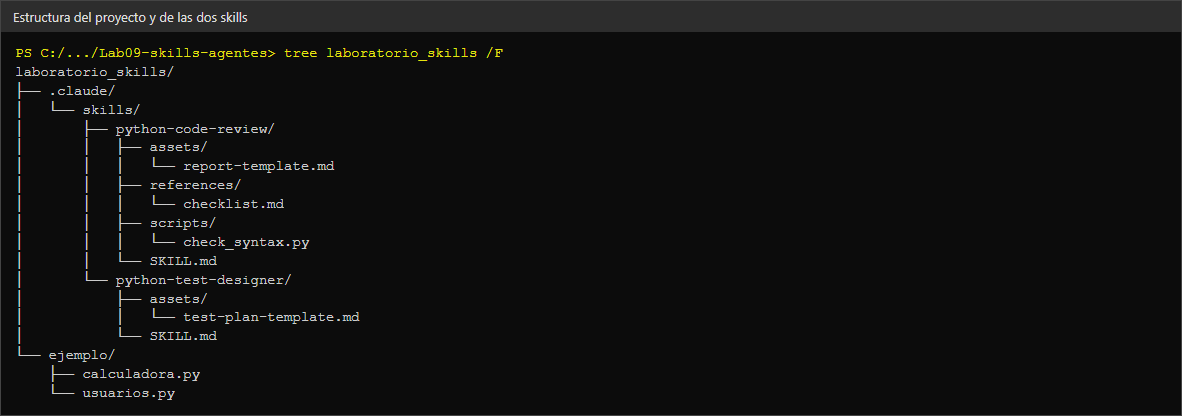 Estructura del proyecto y de las dos skills
PS C:/.../Lab09-skills-agentes> tree laboratorio_skills /F
laboratorio_skills/
├── .claude/
│   └── skills/
│       ├── python-code-review/
│       │   ├── assets/
│       │   │   └── report-template.md
│       │   ├── references/
│       │   │   └── checklist.md
│       │   ├── scripts/
│       │   │   └── check_syntax.py
│       │   └── SKILL.md
│       └── python-test-designer/
│           ├── assets/
│           │   └── test-plan-template.md
│           └── SKILL.md
└── ejemplo/
    ├── calculadora.py
    └── usuarios.py